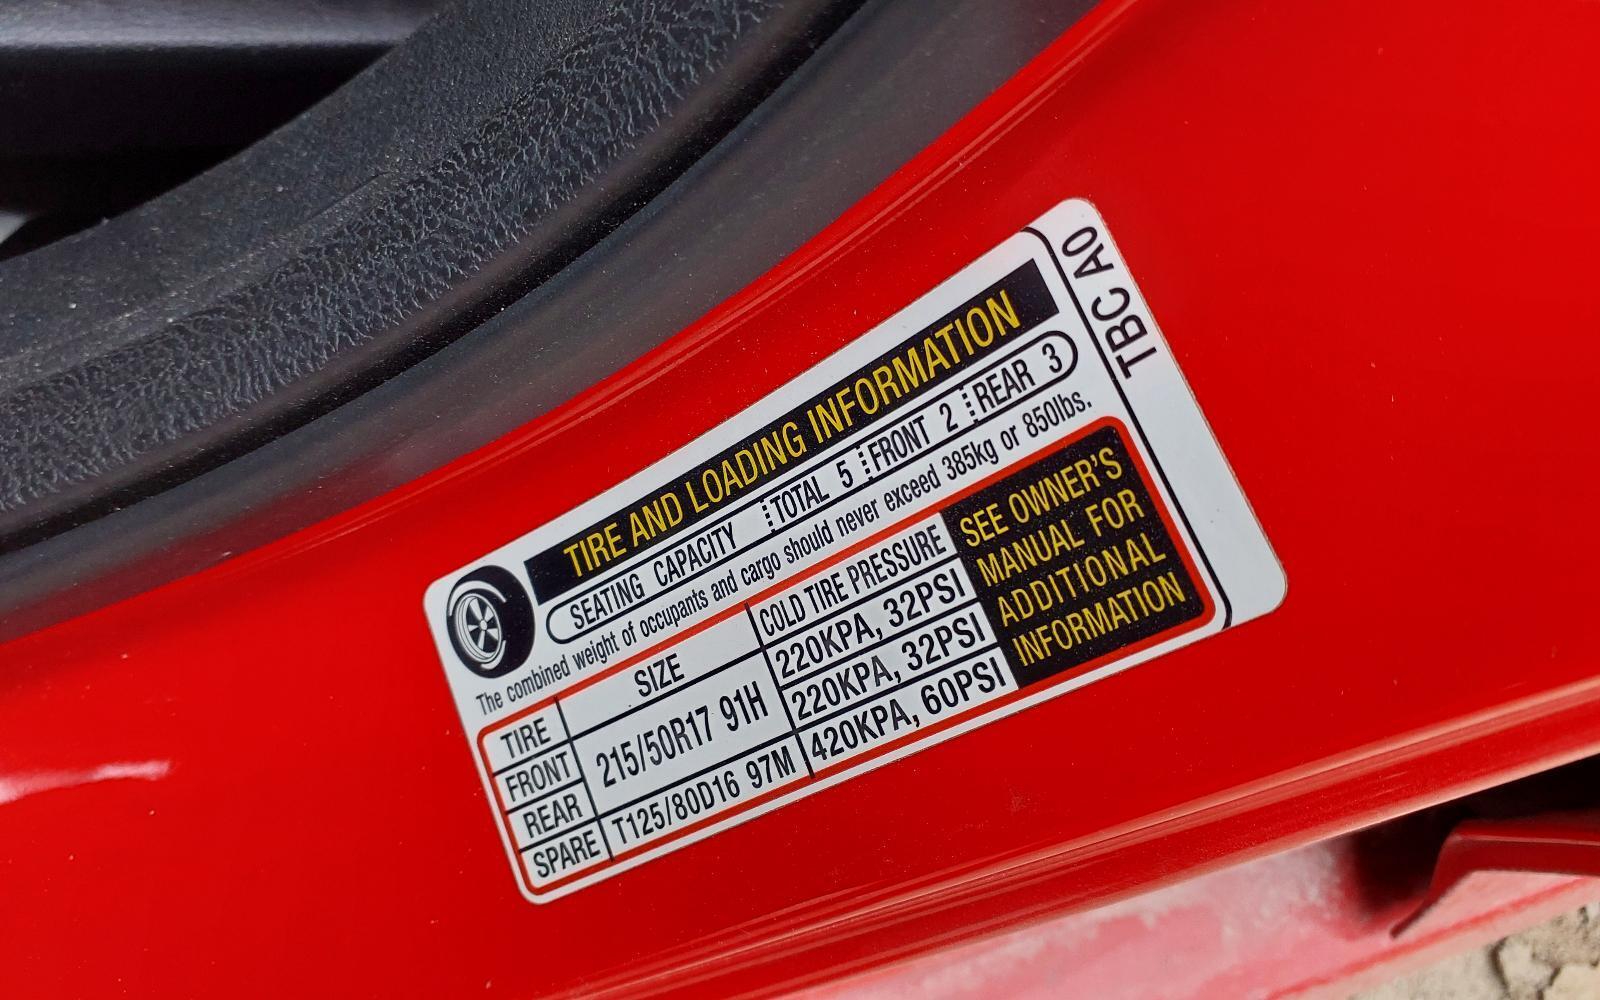 TIRE AND LOADING INFORMATION
SEATING CAPACITY TOTAL 5 FRONT 2 REAR 3
The combined weight of occupants and cargo should never exceed 385kg or 850lbs.
TIRE SIZE COLD TIRE PRESSURE
FRONT 215/50R17 91H 220KPA, 32PSI
REAR 220KPA, 32PSI
SPARE T125/80D16 97M 420KPA, 60PSI
SEE OWNER'S
MANUAL FOR
ADDITIONAL
INFORMATION
TBC A0